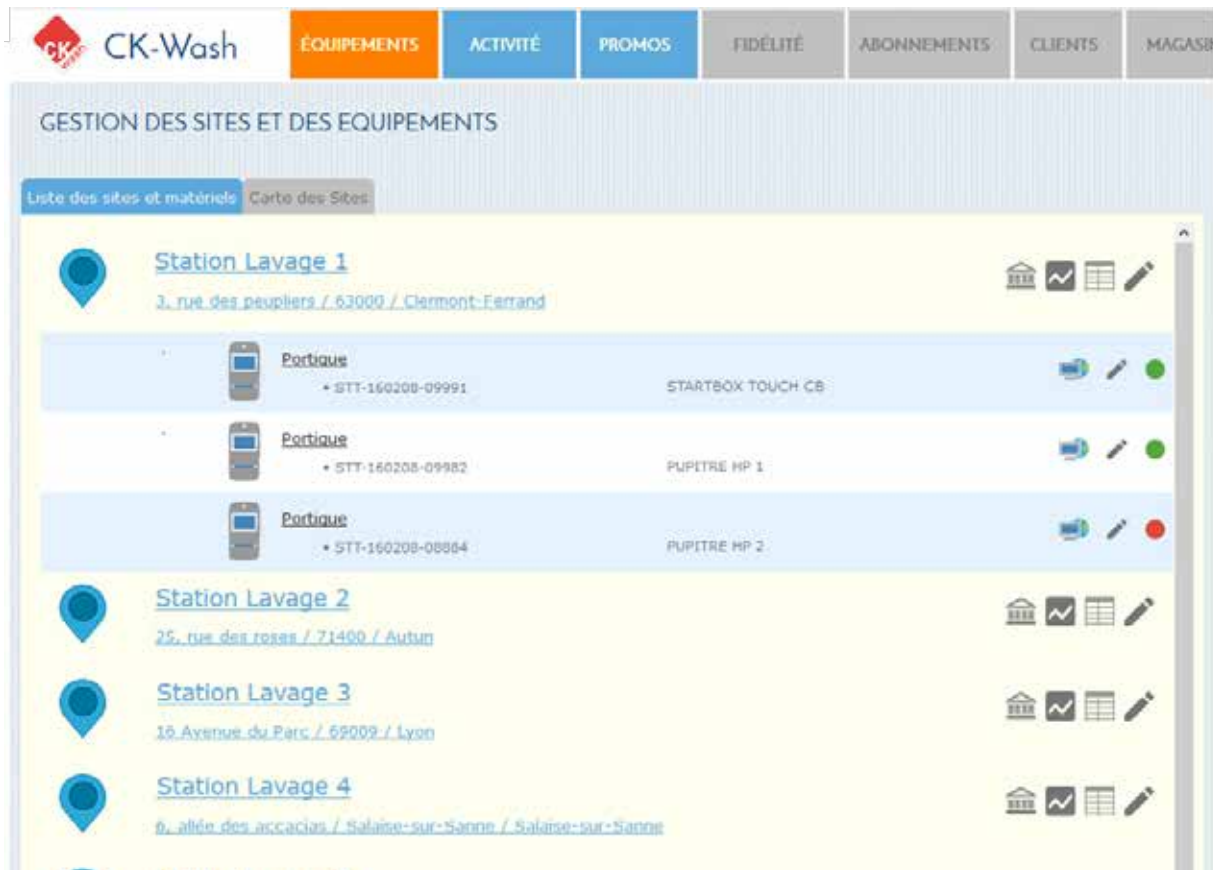 CK-Wash
ÉQUIPEMENTS
ACTIVITÉ
PROMOS
FIDÉLITÉ
ABONNEMENTS
CLIENTS
MAGASIN
GESTION DES SITES ET DES EQUIPEMENTS
Liste des sites et matériels
Carte des Sites
Station Lavage 1
3, rue des peupliers / 63000 / Clermont-Ferrand
Portique
• STT-160208-09991 STARTBOX TOUCH CB
Portique
• STT-160208-09982 PUPITRE HP 1
Portique
• STT-160208-08884 PUPITRE HP 2
Station Lavage 2
25, rue des roses / 71400 / Autun
Station Lavage 3
16 Avenue du Parc / 69009 / Lyon
Station Lavage 4
6, allée des accacias / Salaise-sur-Sanne / Salaise-sur-Sanne